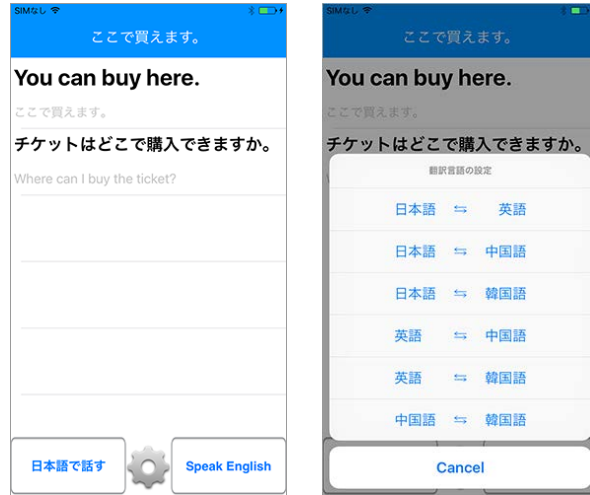 SIMなし
ここで買えます。
You can buy here.
ここで買えます。
チケットはどこで購入できますか。
Where can I buy the ticket?
日本語で話す
Speak English
SIMなし
ここで買えます。
You can buy here.
ここで買えます。
チケットはどこで購入できますか。
翻訳言語の設定
日本語 ⇆ 英語
日本語 ⇆ 中国語
日本語 ⇆ 韓国語
英語 ⇆ 中国語
英語 ⇆ 韓国語
中国語 ⇆ 韓国語
Cancel